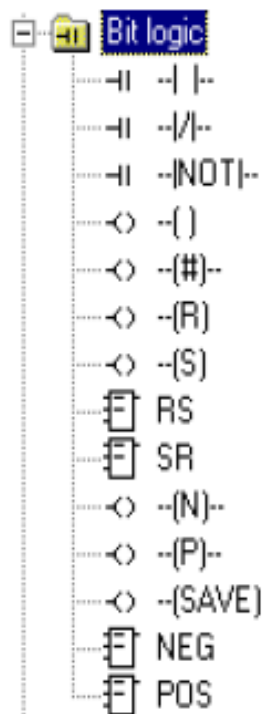 Bit logic
--| |--
--|/|--
--|NOT|--
--( )
--(#)--
--(R)
--(S)
RS
SR
--(N)--
--(P)--
--(SAVE)
NEG
POS